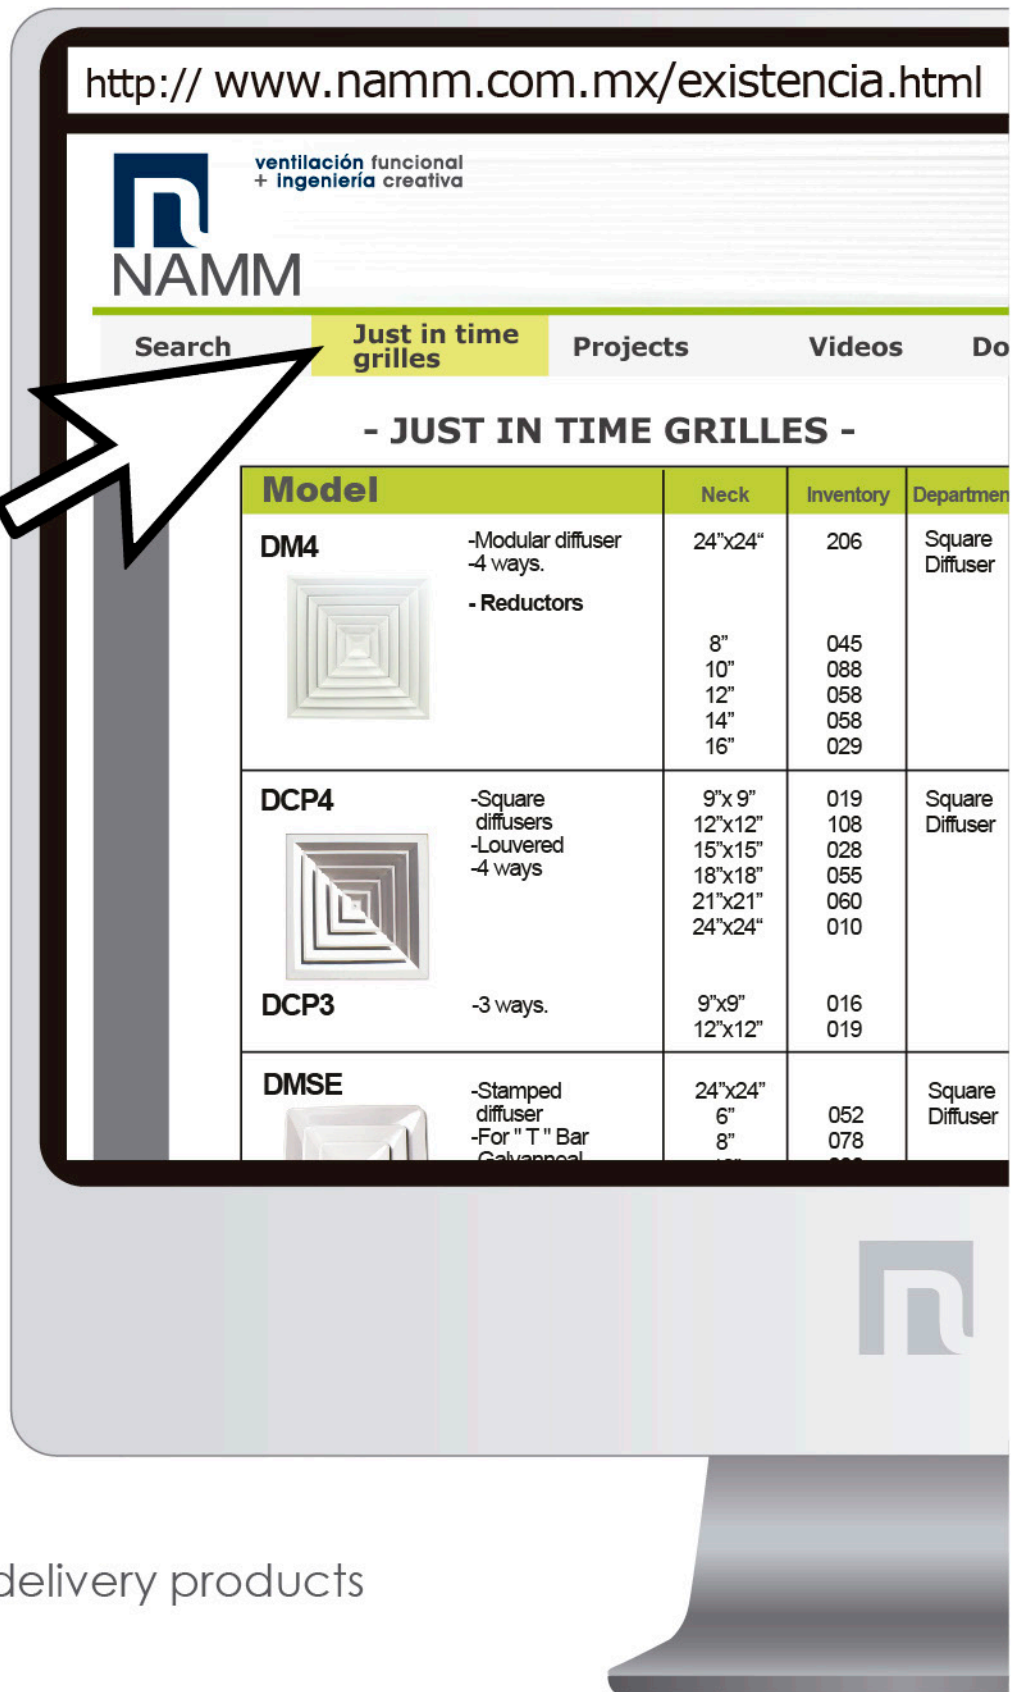 http:// www.namm.com.mx/existencia.html
ventilación funcional
+ ingeniería creativa
NAMM
Search Just in time grilles Projects Videos Do
- JUST IN TIME GRILLES -
Model Neck Inventory Departmen
DM4 -Modular diffuser 24”x24“ 206 Square
-4 ways. Diffuser
- Reductors
8” 045
10” 088
12” 058
14” 058
16” 029
DCP4 -Square 9”x 9” 019 Square
diffusers 12”x12” 108 Diffuser
-Louvered 15”x15” 028
-4 ways 18”x18” 055
21”x21” 060
24”x24“ 010
DCP3 -3 ways. 9”x9” 016
12”x12” 019
DMSE -Stamped 24”x24” Square
diffuser 6” 052 Diffuser
-For " T " Bar 8” 078
Galvanneal
delivery products